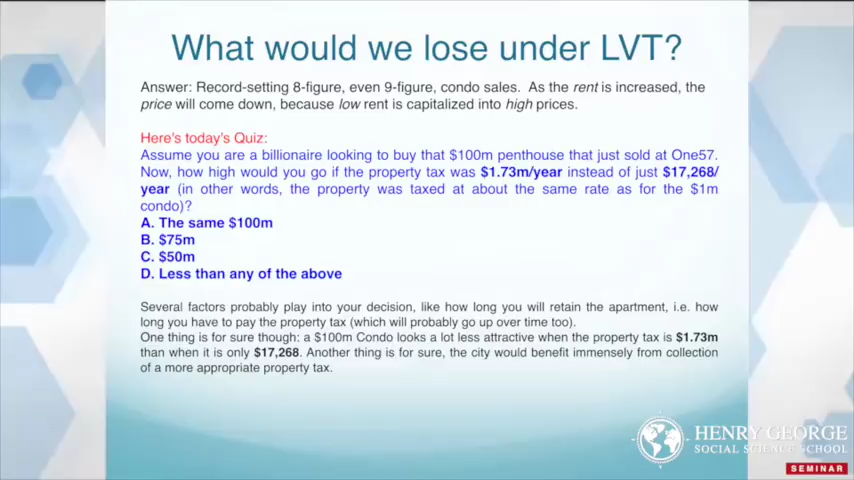 What would we lose under LVT?
Answer: Record-setting 8-figure, even 9-figure, condo sales. As the rent is increased, the
price will come down, because low rent is capitalized into high prices.
Here's today's Quiz:
Assume you are a billionaire looking to buy that $100m penthouse that just sold at One57.
Now, how high would you go if the property tax was $1.73m/year instead of just $17,268/
year (in other words, the property was taxed at about the same rate as for the $1m
condo)?
A. The same $100m
B. $75m
C. $50m
D. Less than any of the above
Several factors probably play into your decision, like how long you will retain the apartment, i.e. how
long you have to pay the property tax (which will probably go up over time too).
One thing is for sure though: a $100m Condo looks a lot less attractive when the property tax is $1.73m
than when it is only $17,268. Another thing is for sure, the city would benefit immensely from collection
of a more appropriate property tax.
HENRY GEORGE
SOCIAL SCIENCE SCHOOL
SEMINAR